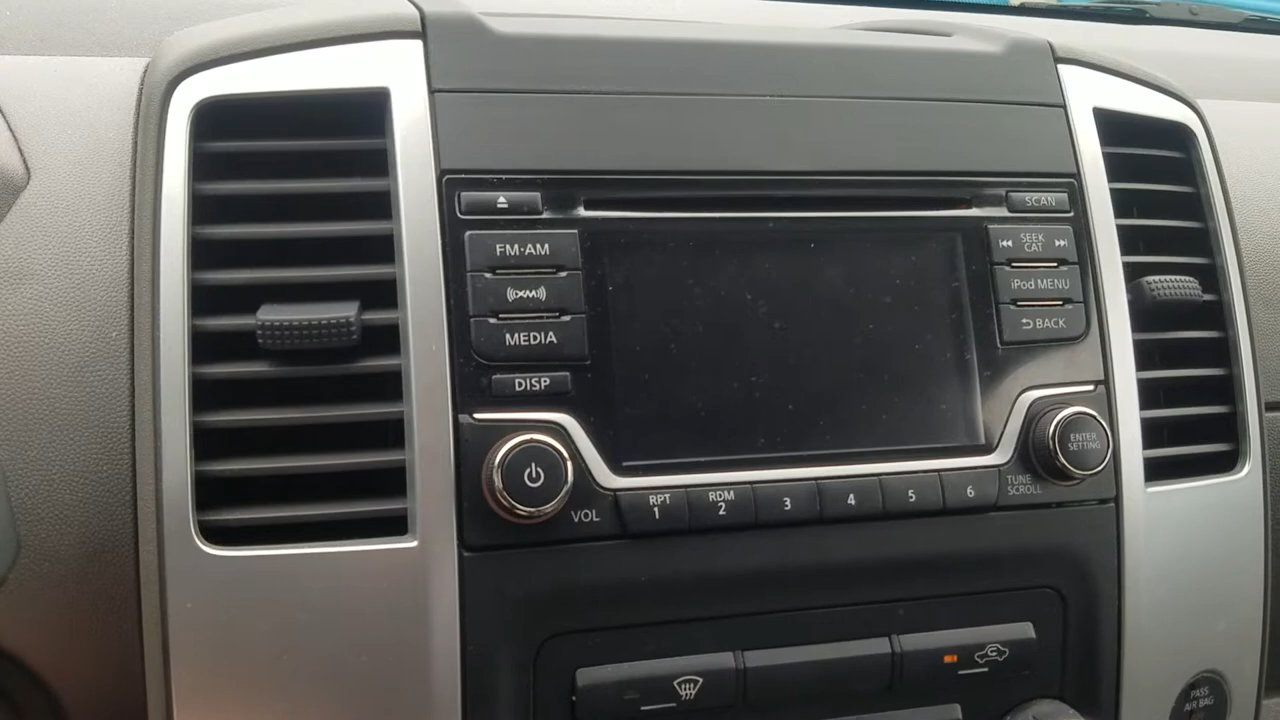 SCAN
FM·AM
SEEK
CAT
((XM))
iPod MENU
MEDIA
BACK
DISP
ENTER
SETTING
VOL
RPT
1
RDM
2
3
4
5
6
TUNE
SCROLL
PASS
AIR BAG